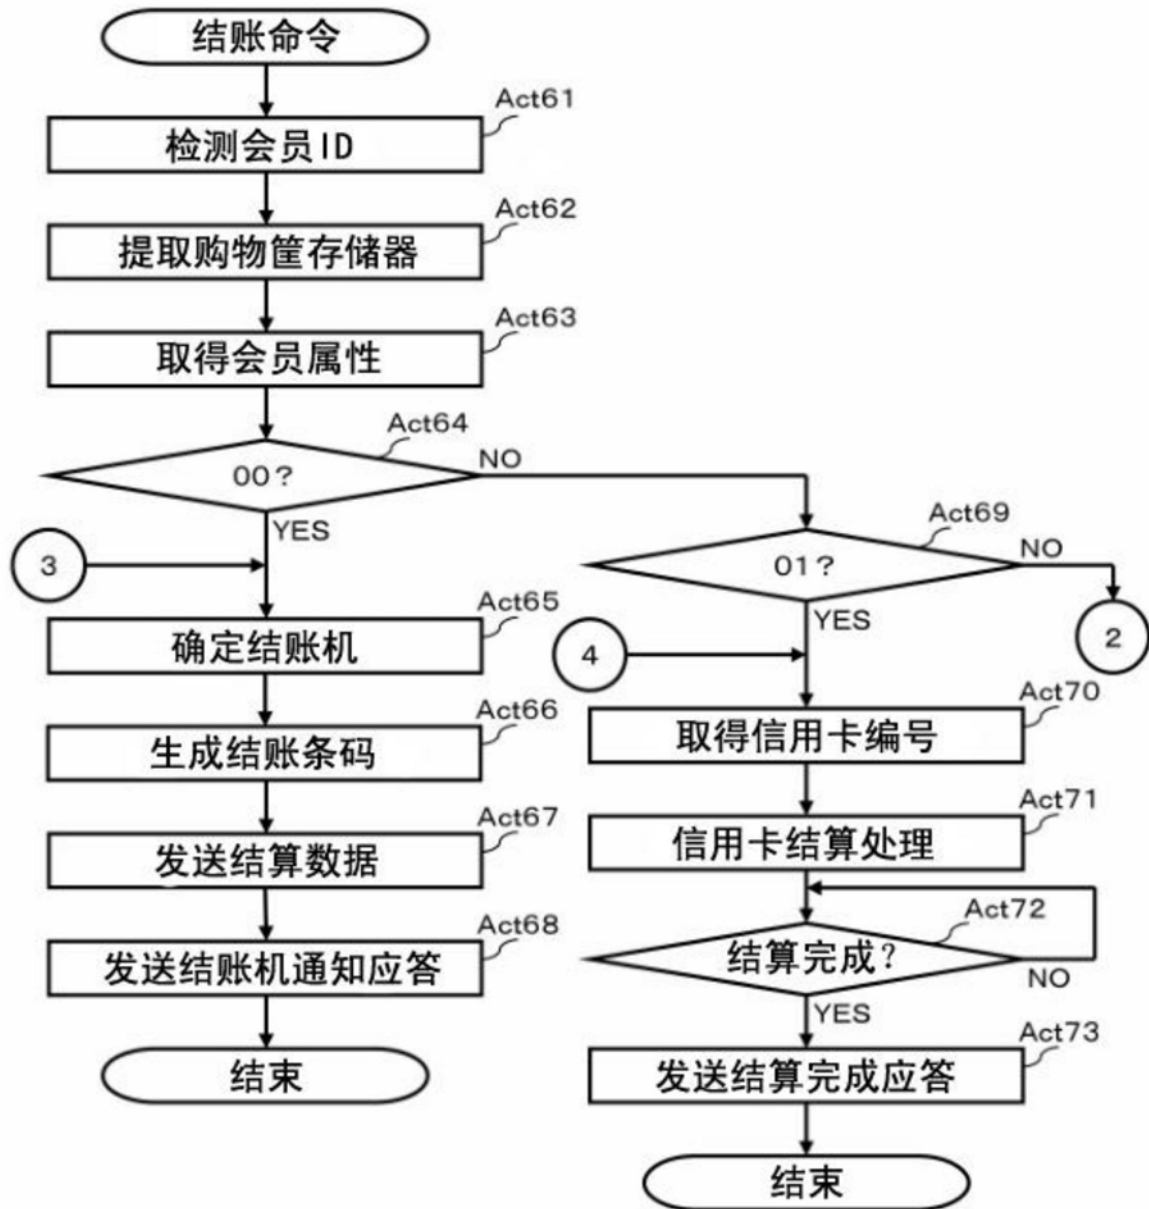 结账命令
Act61
检测会员ID
Act62
提取购物筐存储器
Act63
取得会员属性
Act64
00?
NO
YES
3
Act65
确定结账机
Act66
生成结账条码
Act67
发送结算数据
Act68
发送结账机通知应答
结束
Act69
01?
NO
2
YES
4
Act70
取得信用卡编号
Act71
信用卡结算处理
Act72
结算完成?
NO
YES
Act73
发送结算完成应答
结束